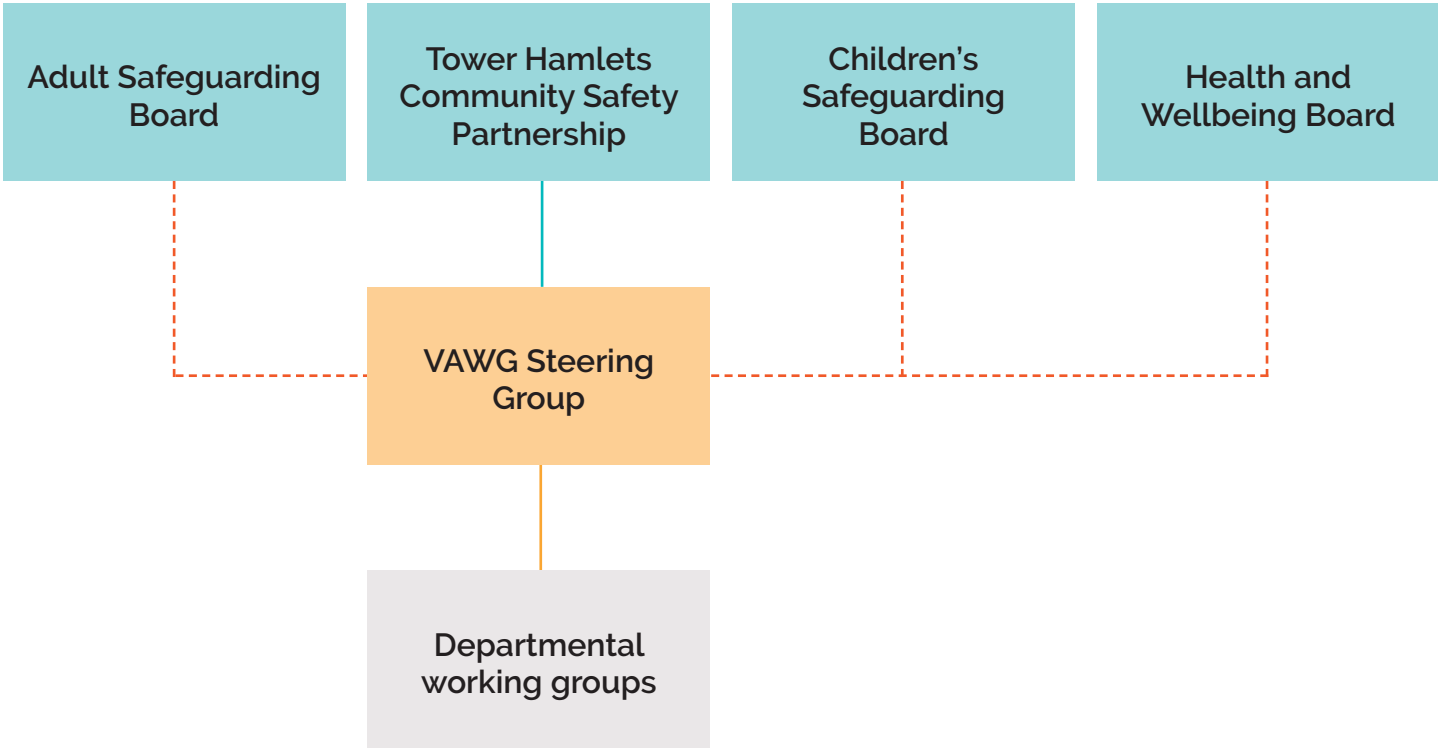 Adult Safeguarding
Board
Tower Hamlets
Community Safety
Partnership
Children’s
Safeguarding
Board
Health and
Wellbeing Board
VAWG Steering
Group
Departmental
working groups